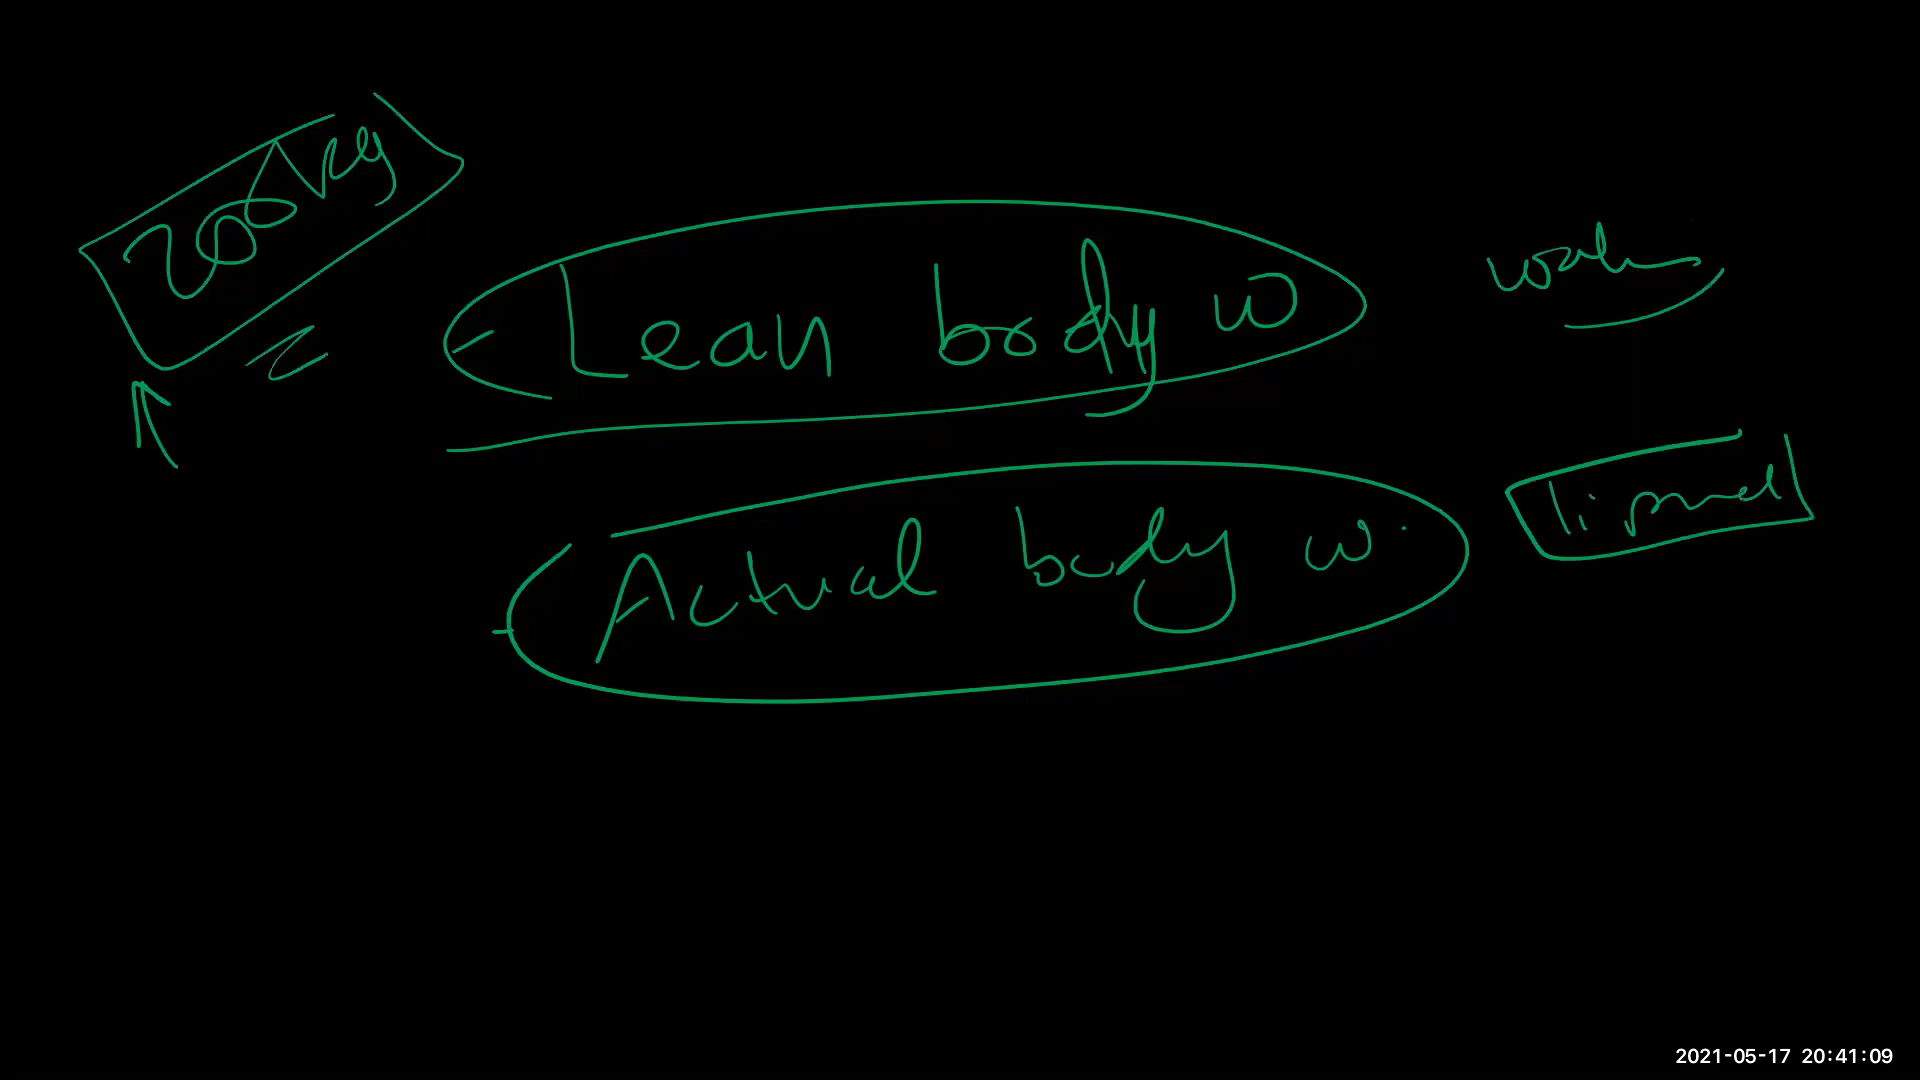 200kg
- Lean body w
- Actual body w.
2021-05-17 20:41:09